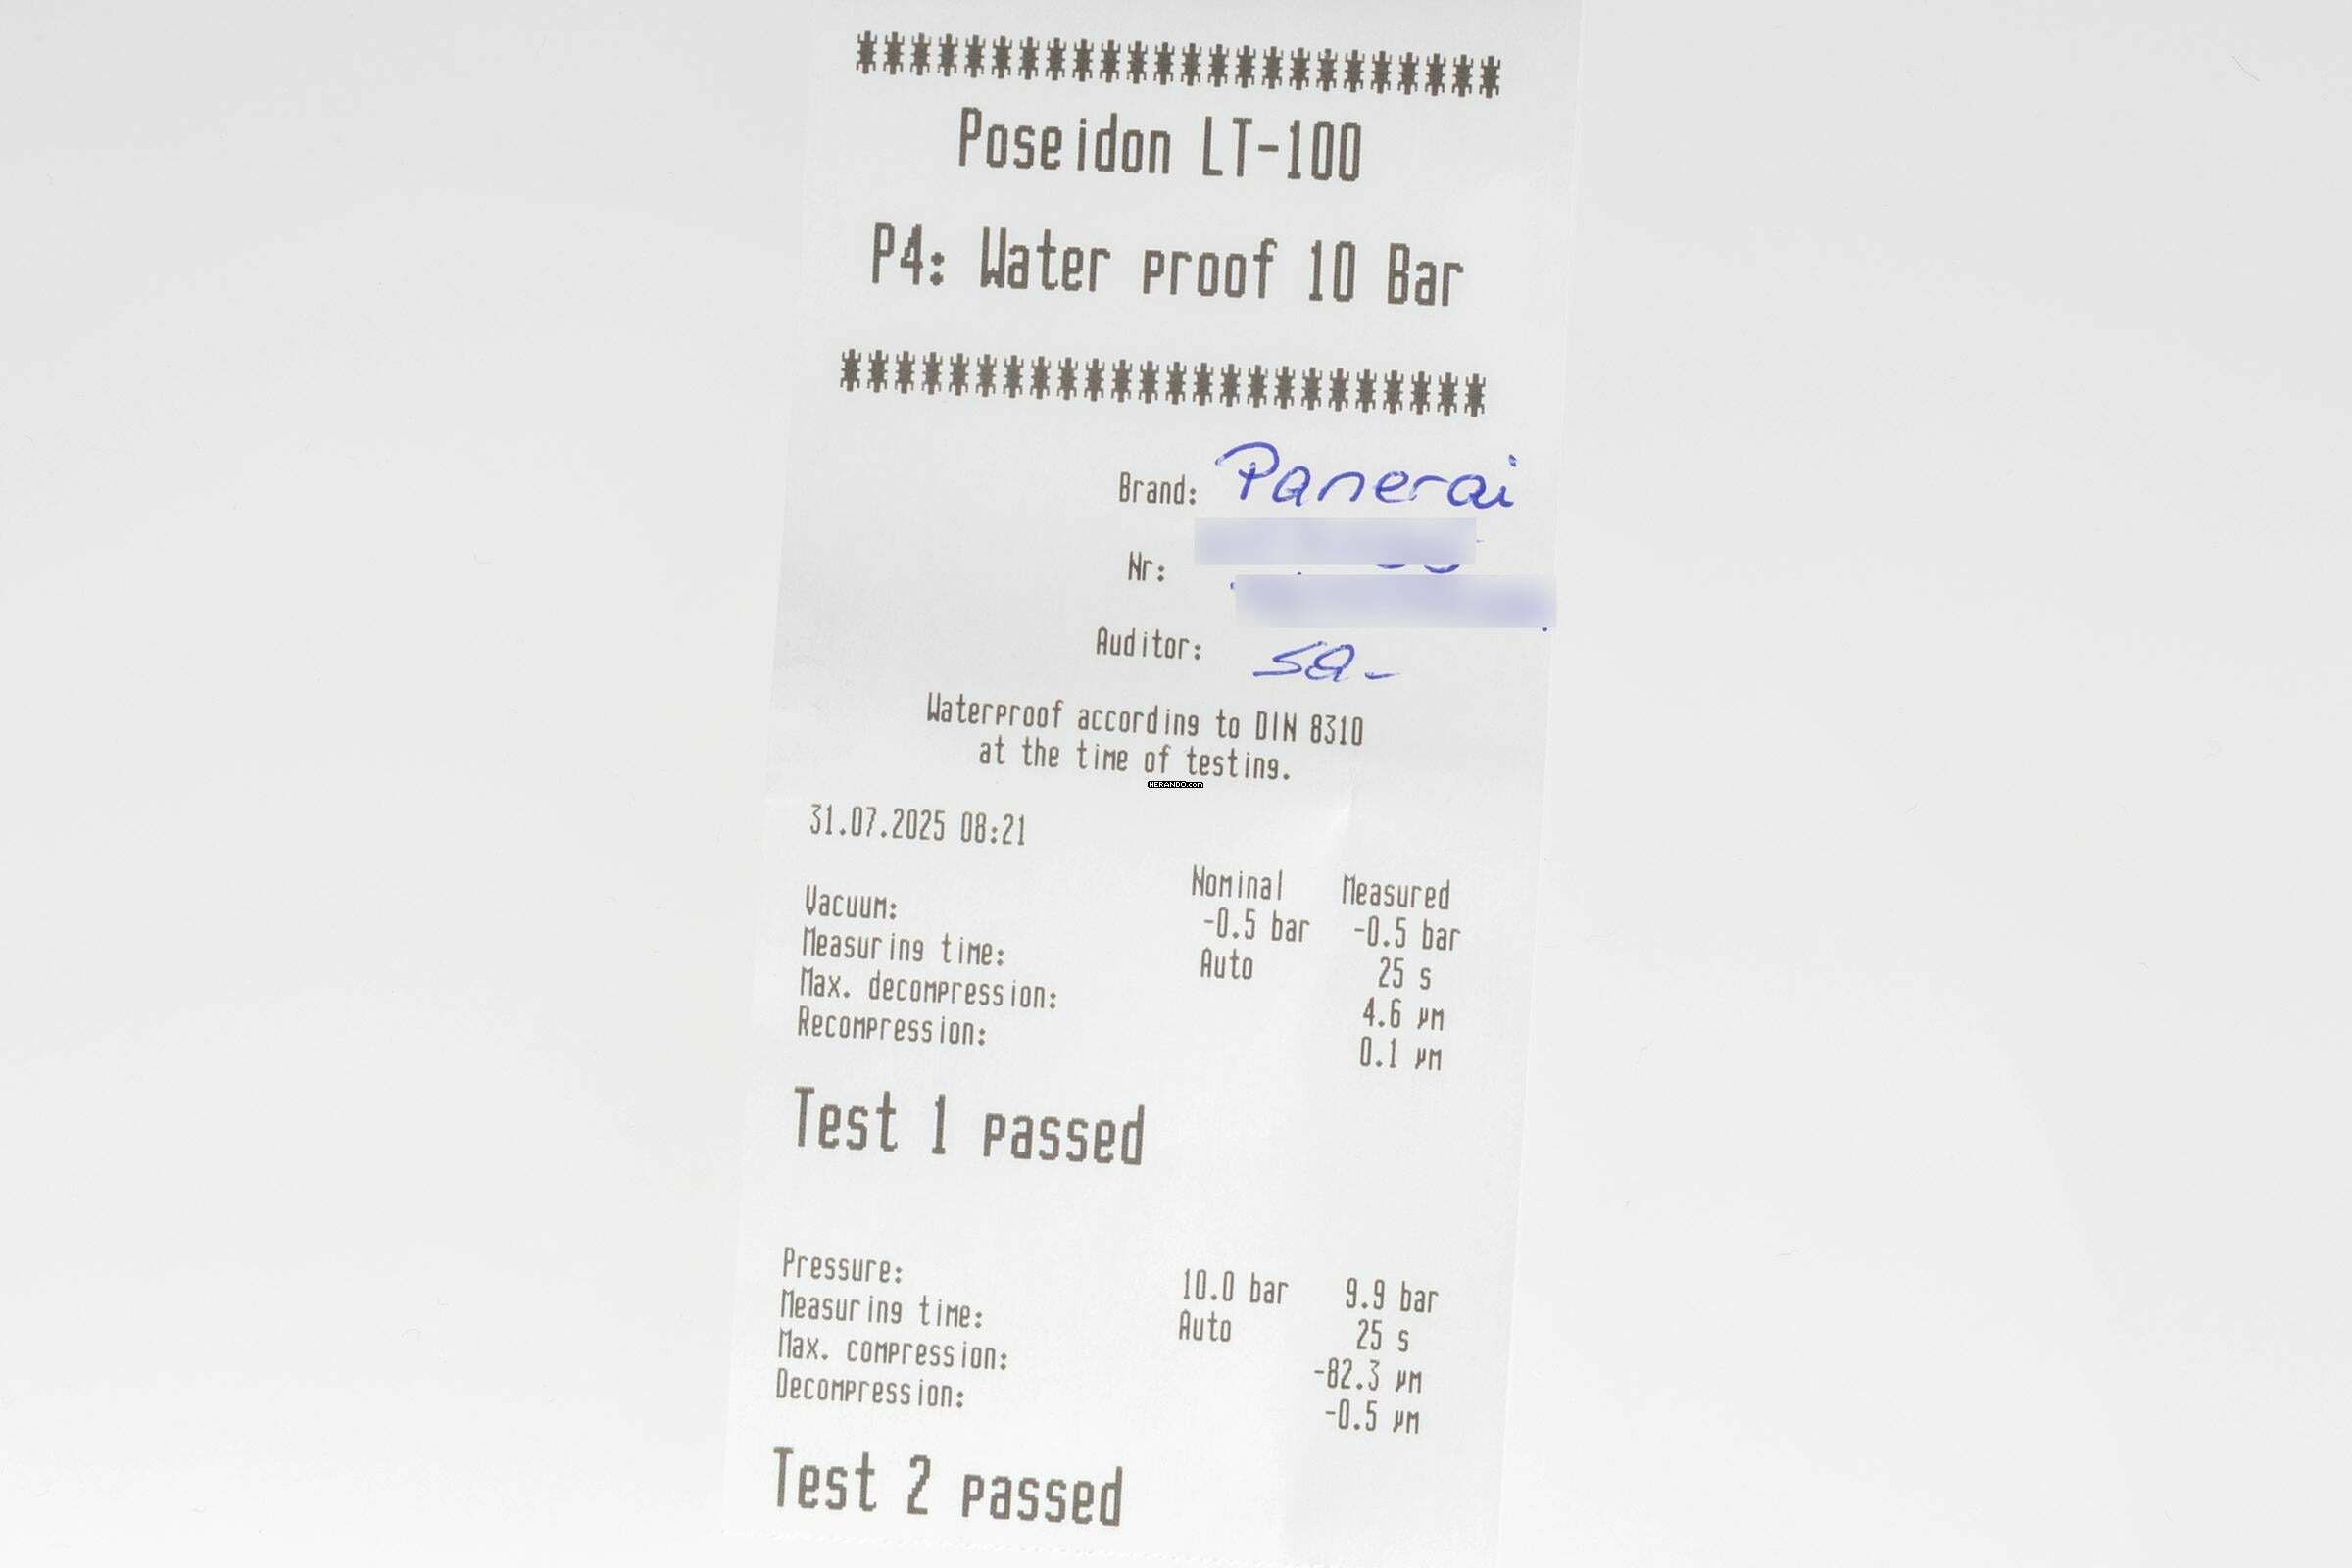 ************************
Poseidon LT-100
P4: Water proof 10 Bar
************************
Brand: Panerai
Nr:
Auditor: Sa-
Waterproof according to DIN 8310
at the time of testing.
HERANDO.com
31.07.2025 08:21
Nominal Measured
Vacuum: -0.5 bar -0.5 bar
Measuring time: Auto 25 s
Max. decompression: 4.6 µm
Recompression: 0.1 µm
Test 1 passed
Pressure: 10.0 bar 9.9 bar
Measuring time: Auto 25 s
Max. compression: -82.3 µm
Decompression: -0.5 µm
Test 2 passed